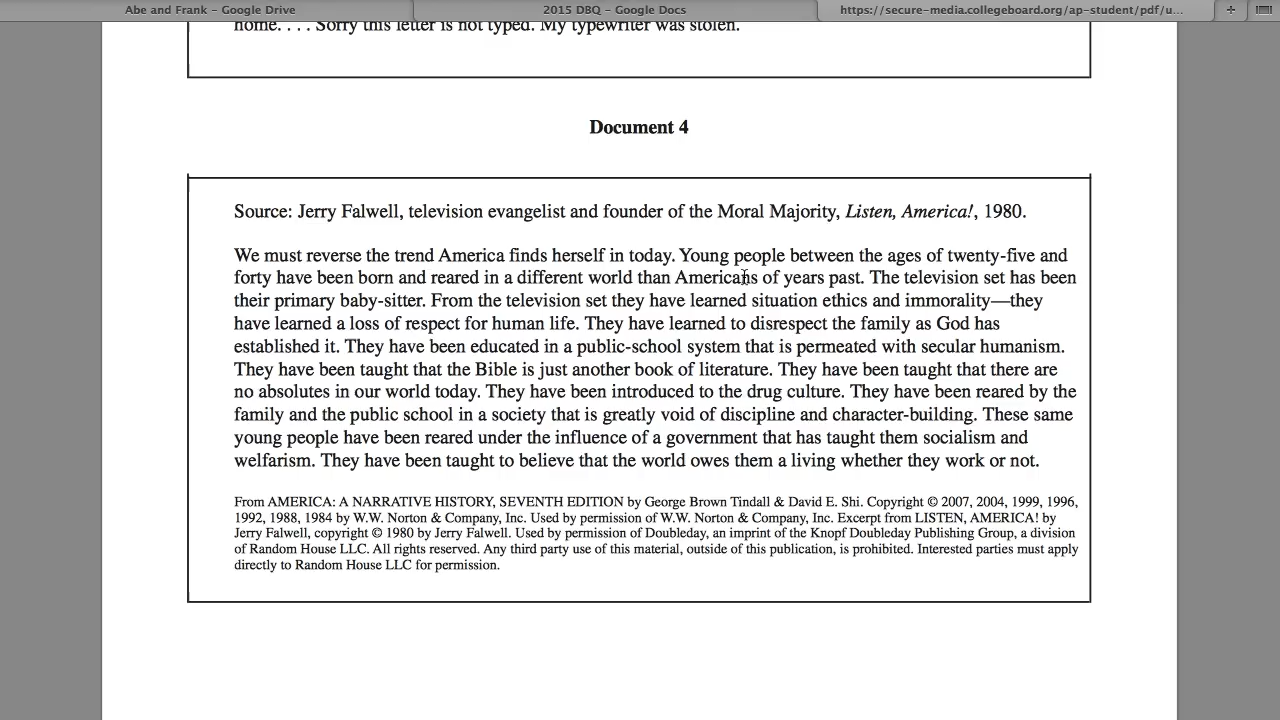 Abe and Frank – Google Drive
2015 DBQ – Google Docs
https://secure-media.collegeboard.org/ap-student/pdf/u...
home. . . . Sorry this letter is not typed. My typewriter was stolen.
Document 4
Source: Jerry Falwell, television evangelist and founder of the Moral Majority, Listen, America!, 1980.
We must reverse the trend America finds herself in today. Young people between the ages of twenty-five and
forty have been born and reared in a different world than Americans of years past. The television set has been
their primary baby-sitter. From the television set they have learned situation ethics and immorality—they
have learned a loss of respect for human life. They have learned to disrespect the family as God has
established it. They have been educated in a public-school system that is permeated with secular humanism.
They have been taught that the Bible is just another book of literature. They have been taught that there are
no absolutes in our world today. They have been introduced to the drug culture. They have been reared by the
family and the public school in a society that is greatly void of discipline and character-building. These same
young people have been reared under the influence of a government that has taught them socialism and
welfarism. They have been taught to believe that the world owes them a living whether they work or not.
From AMERICA: A NARRATIVE HISTORY, SEVENTH EDITION by George Brown Tindall & David E. Shi. Copyright © 2007, 2004, 1999, 1996,
1992, 1988, 1984 by W.W. Norton & Company, Inc. Used by permission of W.W. Norton & Company, Inc. Excerpt from LISTEN, AMERICA! by
Jerry Falwell, copyright © 1980 by Jerry Falwell. Used by permission of Doubleday, an imprint of the Knopf Doubleday Publishing Group, a division
of Random House LLC. All rights reserved. Any third party use of this material, outside of this publication, is prohibited. Interested parties must apply
directly to Random House LLC for permission.